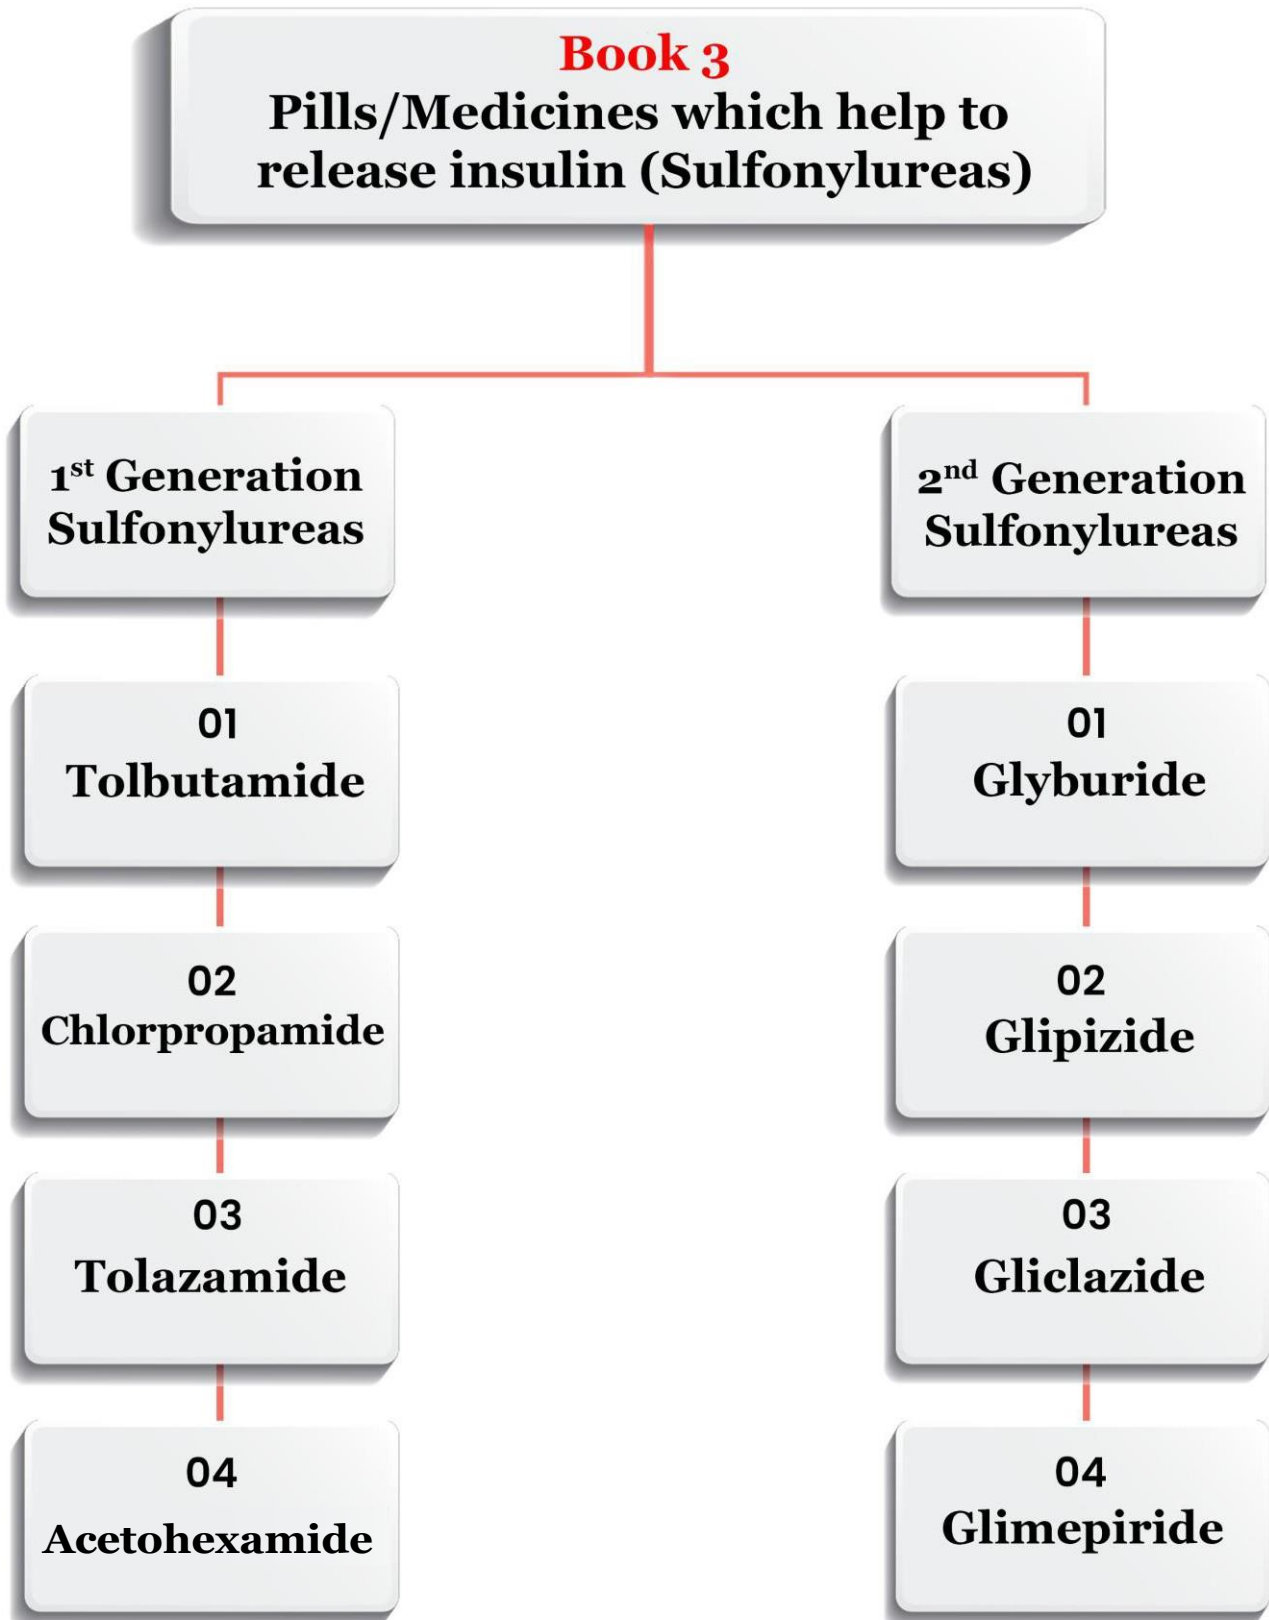 Book 3
Pills/Medicines which help to
release insulin (Sulfonylureas)
1st Generation
Sulfonylureas
01
Tolbutamide
02
Chlorpropamide
03
Tolazamide
04
Acetohexamide
2nd Generation
Sulfonylureas
01
Glyburide
02
Glipizide
03
Gliclazide
04
Glimepiride